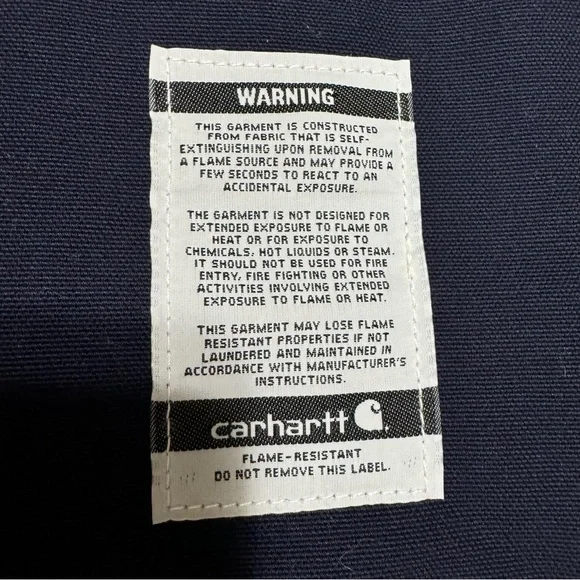 WARNING
THIS GARMENT IS CONSTRUCTED
FROM FABRIC THAT IS SELF-
EXTINGUISHING UPON REMOVAL FROM
A FLAME SOURCE AND MAY PROVIDE A
FEW SECONDS TO REACT TO AN
ACCIDENTAL EXPOSURE.
THE GARMENT IS NOT DESIGNED FOR
EXTENDED EXPOSURE TO FLAME OR
HEAT OR FOR EXPOSURE TO
CHEMICALS, HOT LIQUIDS OR STEAM.
IT SHOULD NOT BE USED FOR FIRE
ENTRY, FIRE FIGHTING OR OTHER
ACTIVITIES INVOLVING EXTENDED
EXPOSURE TO FLAME OR HEAT.
THIS GARMENT MAY LOSE FLAME
RESISTANT PROPERTIES IF NOT
LAUNDERED AND MAINTAINED IN
ACCORDANCE WITH MANUFACTURER'S
INSTRUCTIONS.
carhartt
FLAME-RESISTANT
DO NOT REMOVE THIS LABEL.